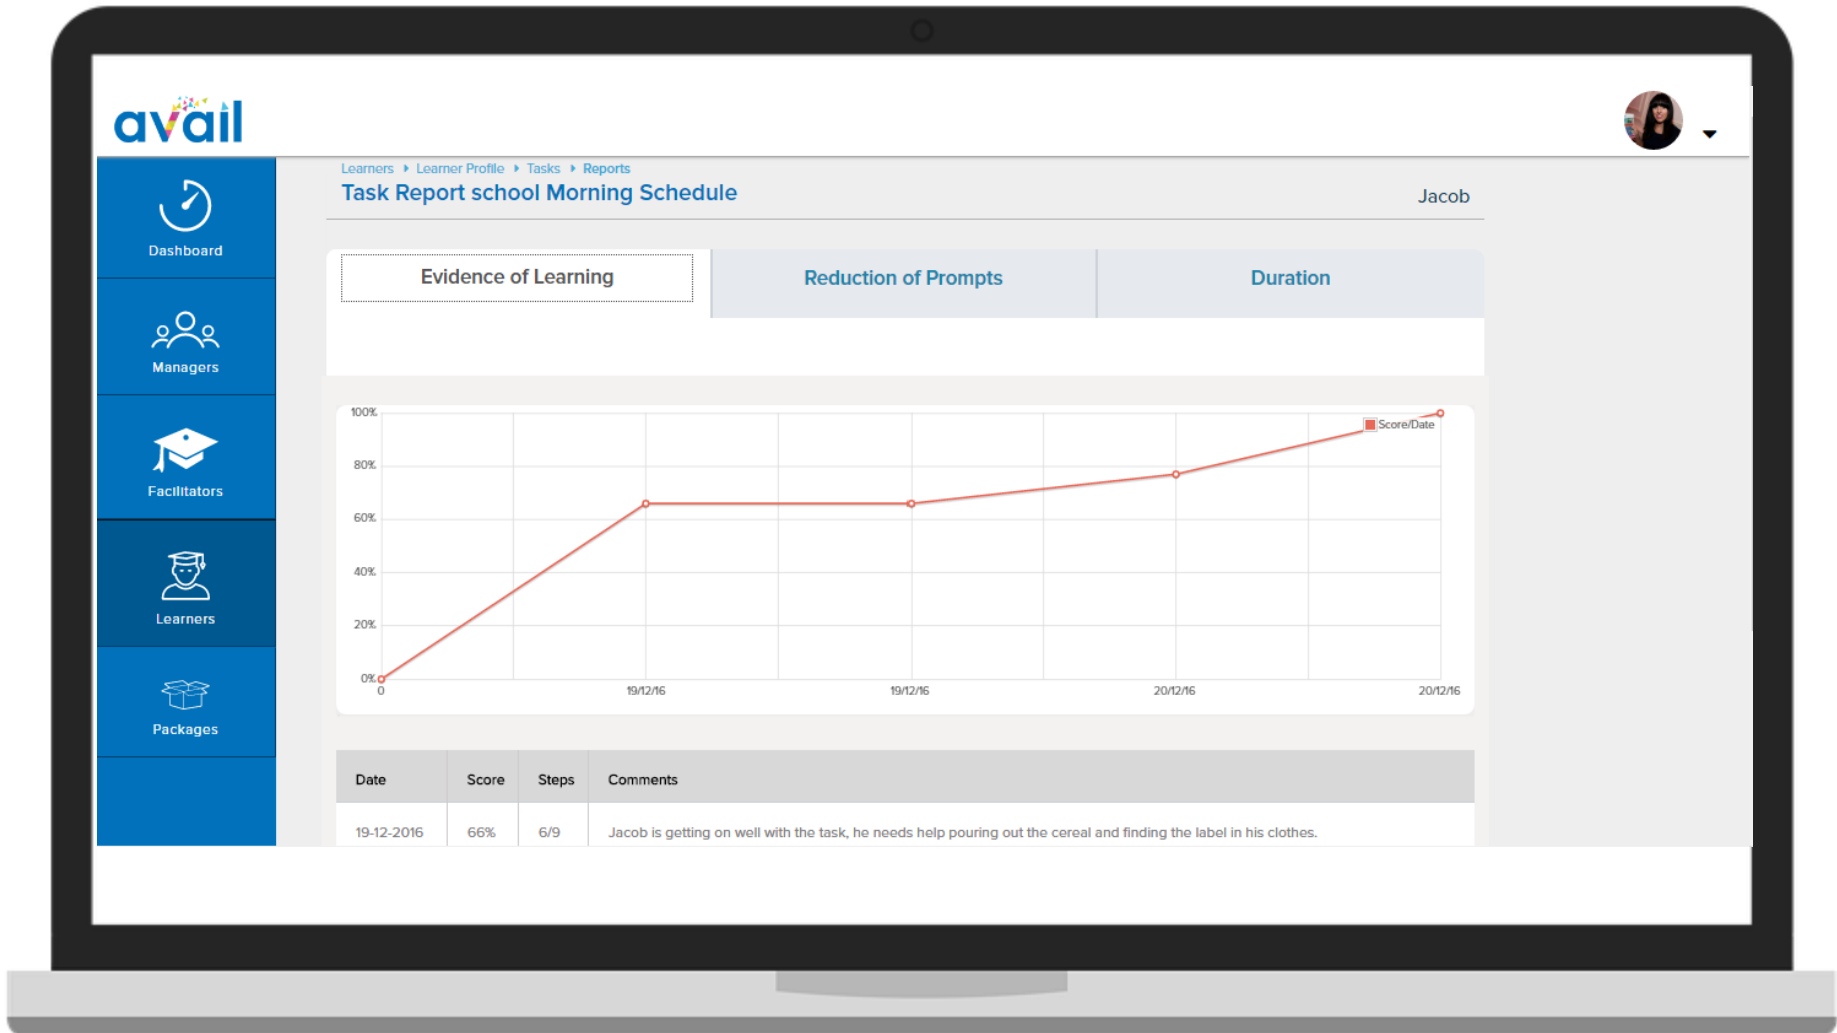 avail
Learners Learner Profile Tasks Reports
Task Report school Morning Schedule
Jacob
Dashboard
Managers
Facilitators
Learners
Packages
Evidence of Learning
Reduction of Prompts
Duration
Score/Date
100%
80%
60%
40%
20%
0%
0 19/12/16 19/12/16 20/12/16 20/12/16
Date Score Steps Comments
19-12-2016 66% 6/9 Jacob is getting on well with the task, he needs help pouring out the cereal and finding the label in his clothes.